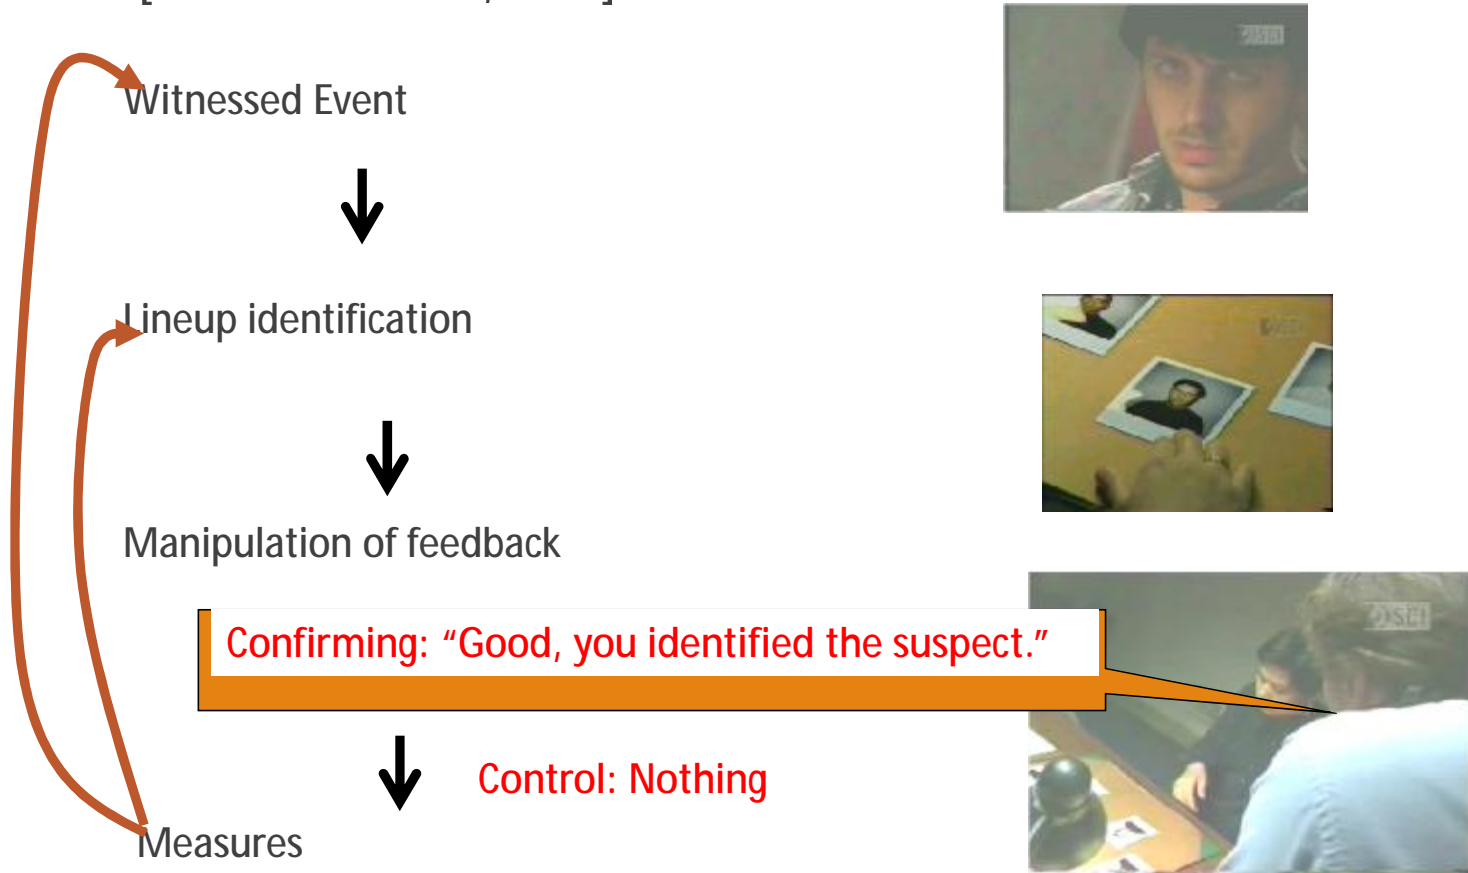 Witnessed Event
Lineup identification
Manipulation of feedback
Confirming: “Good, you identified the suspect.”
Control: Nothing
Measures